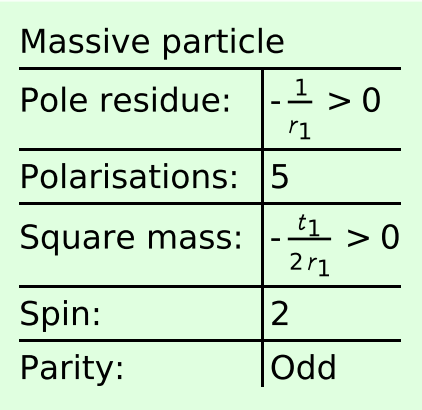 Massive particle
Pole residue: -1/r₁ > 0
Polarisations: 5
Square mass: -t₁/2r₁ > 0
Spin: 2
Parity: Odd